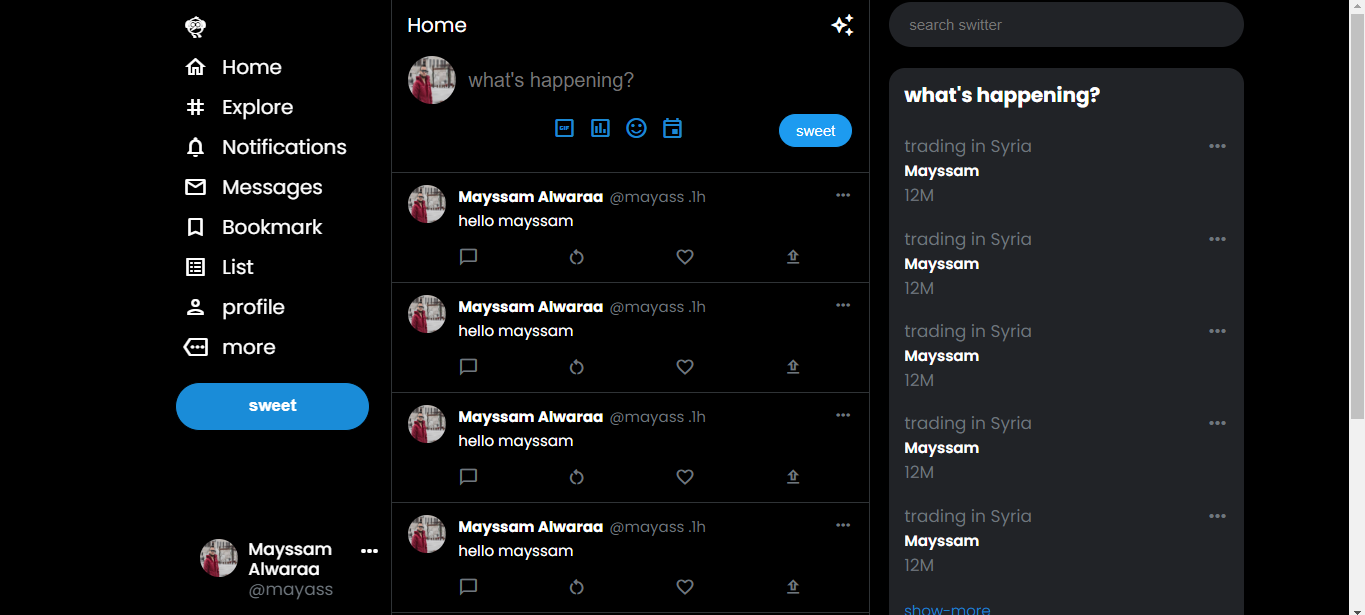 Home
Explore
Notifications
Messages
Bookmark
List
profile
more
sweet
Mayssam
Alwaraa
@mayass
Home
what's happening?
GIF
sweet
Mayssam Alwaraa @mayass .1h
hello mayssam
Mayssam Alwaraa @mayass .1h
hello mayssam
Mayssam Alwaraa @mayass .1h
hello mayssam
Mayssam Alwaraa @mayass .1h
hello mayssam
search switter
what's happening?
trading in Syria
Mayssam
12M
trading in Syria
Mayssam
12M
trading in Syria
Mayssam
12M
trading in Syria
Mayssam
12M
trading in Syria
Mayssam
12M
show-more